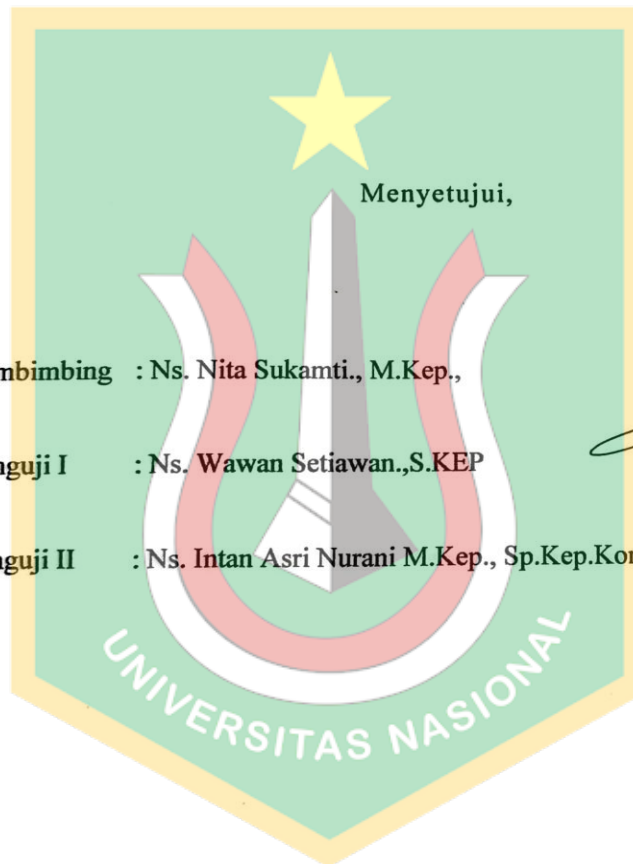 Menyetujui,
mbimbing : Ns. Nita Sukamti., M.Kep.,
nguji I : Ns. Wawan Setiawan.,S.KEP
nguji II : Ns. Intan Asri Nurani M.Kep., Sp.Kep.Kor
UNIVERSITAS NASIONAL